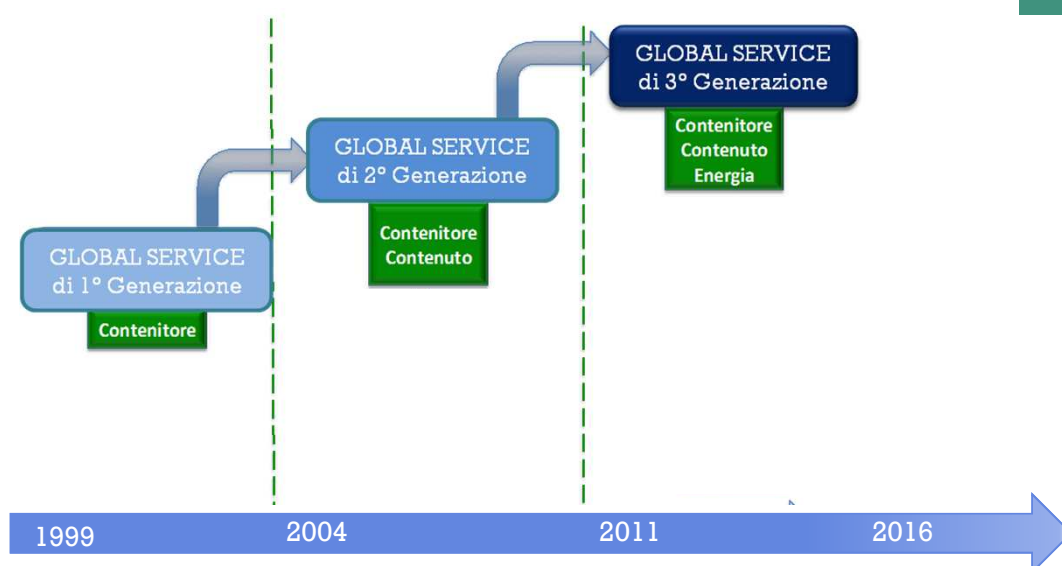 GLOBAL SERVICE
di 3° Generazione
Contenitore
Contenuto
Energia
GLOBAL SERVICE
di 2° Generazione
Contenitore
Contenuto
GLOBAL SERVICE
di 1° Generazione
Contenitore
1999
2004
2011
2016